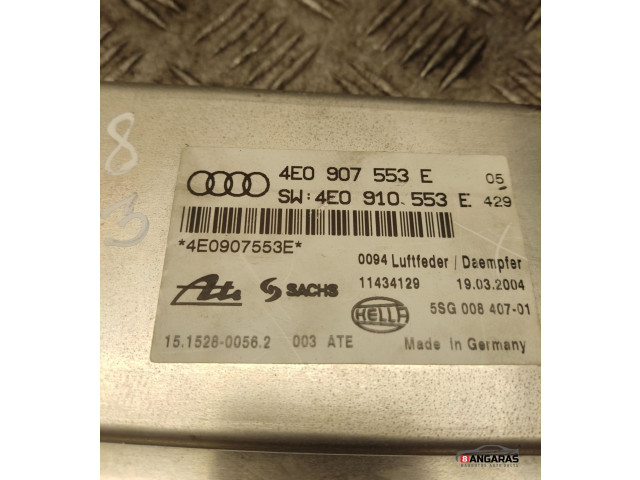 8
3
4E0 907 553 E 05
SW:4E0 910 553 E 429
*4E0907553E*
0094 Luftfeder / Daempfer
11434129 19.03.2004
Ate SACHS HELLA 5SG 008 407-01
15.1528-0056.2 003 ATE Made in Germany
BANGARAS